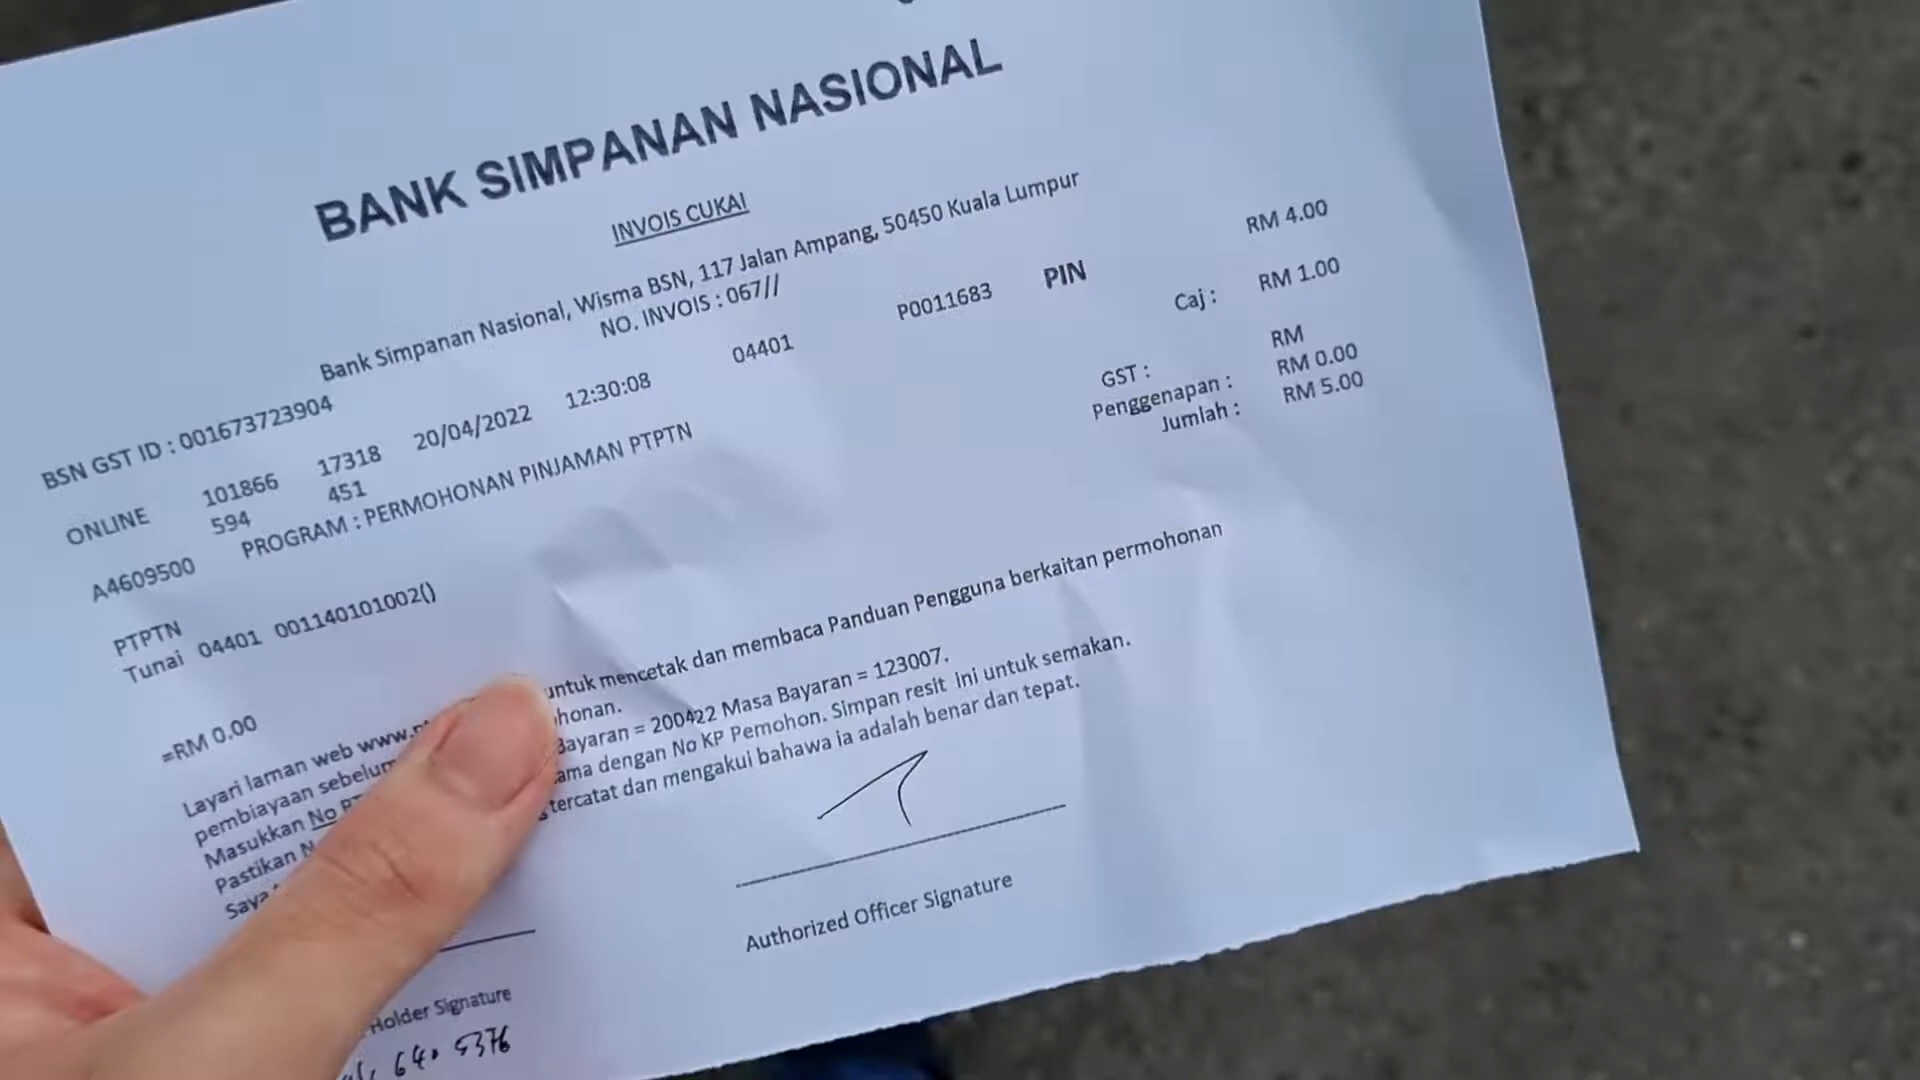 BANK SIMPANAN NASIONAL
INVOIS CUKAI
Bank Simpanan Nasional, Wisma BSN, 117 Jalan Ampang, 50450 Kuala Lumpur
NO. INVOIS : 067//
BSN GST ID : 001673723904
ONLINE 101866 17318 20/04/2022 12:30:08 04401 P0011683 PIN RM 4.00
594 451
Caj : RM 1.00
A4609500 PROGRAM : PERMOHONAN PINJAMAN PTPTN
GST : RM
Penggenapan : RM 0.00
Jumlah : RM 5.00
PTPTN
Tunai 04401 001140101002()
=RM 0.00
Layari laman web untuk mencetak dan membaca Panduan Pengguna berkaitan permohonan
pembiayaan
Masukkan No Bayaran = 200422 Masa Bayaran = 123007.
Pastikan dengan No KP Pemohon. Simpan resit Ini untuk semakan.
Saya tercatat dan mengakui bahawa ia adalah benar dan tepat.
Authorized Officer Signature
Holder Signature
640 5376